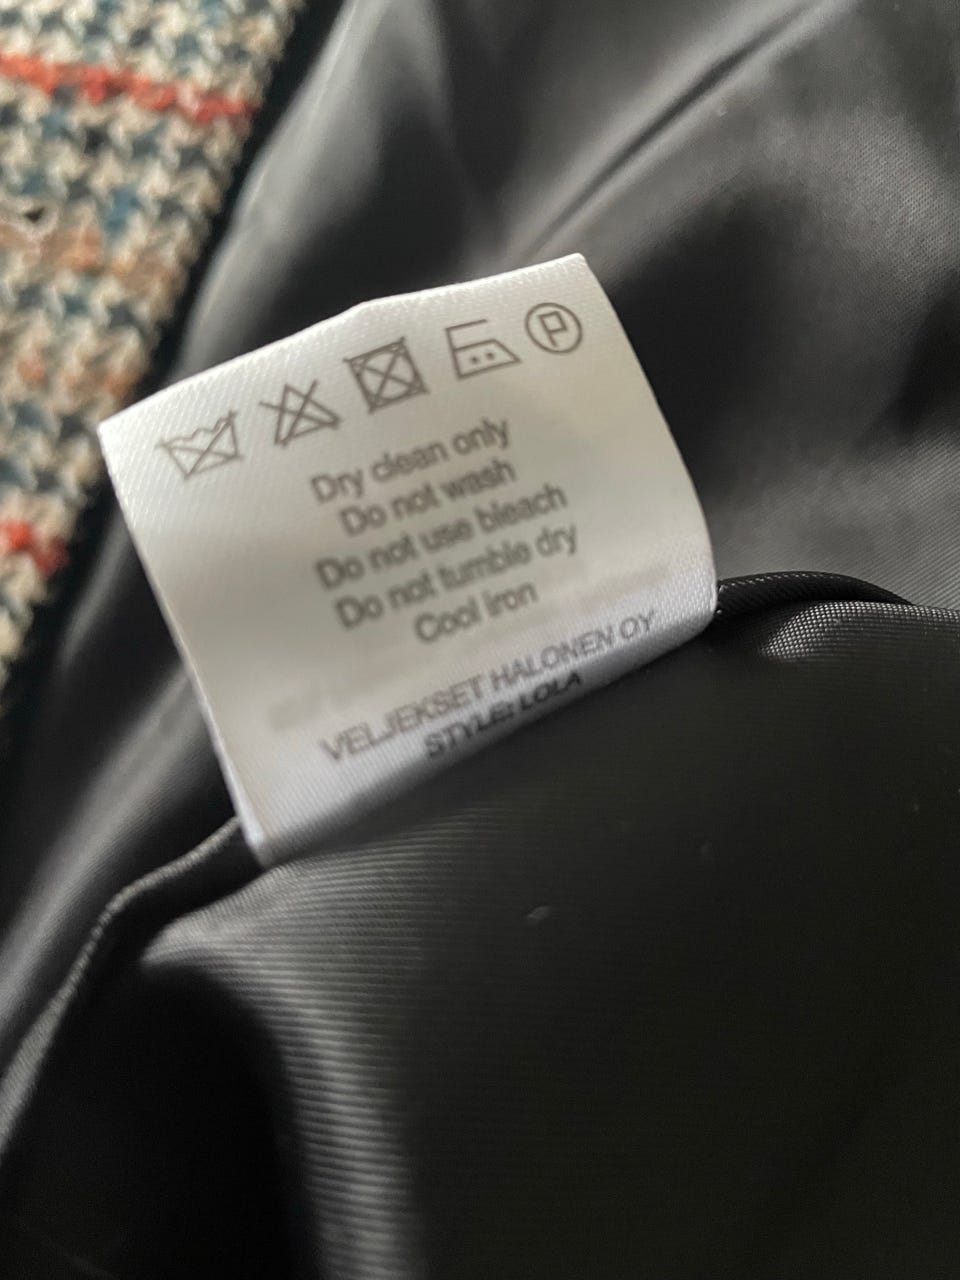 P
Dry clean only
Do not wash
Do not use bleach
Do not tumble dry
Cool iron
VELJEKSET HALONEN OY
STYLE: LOLA